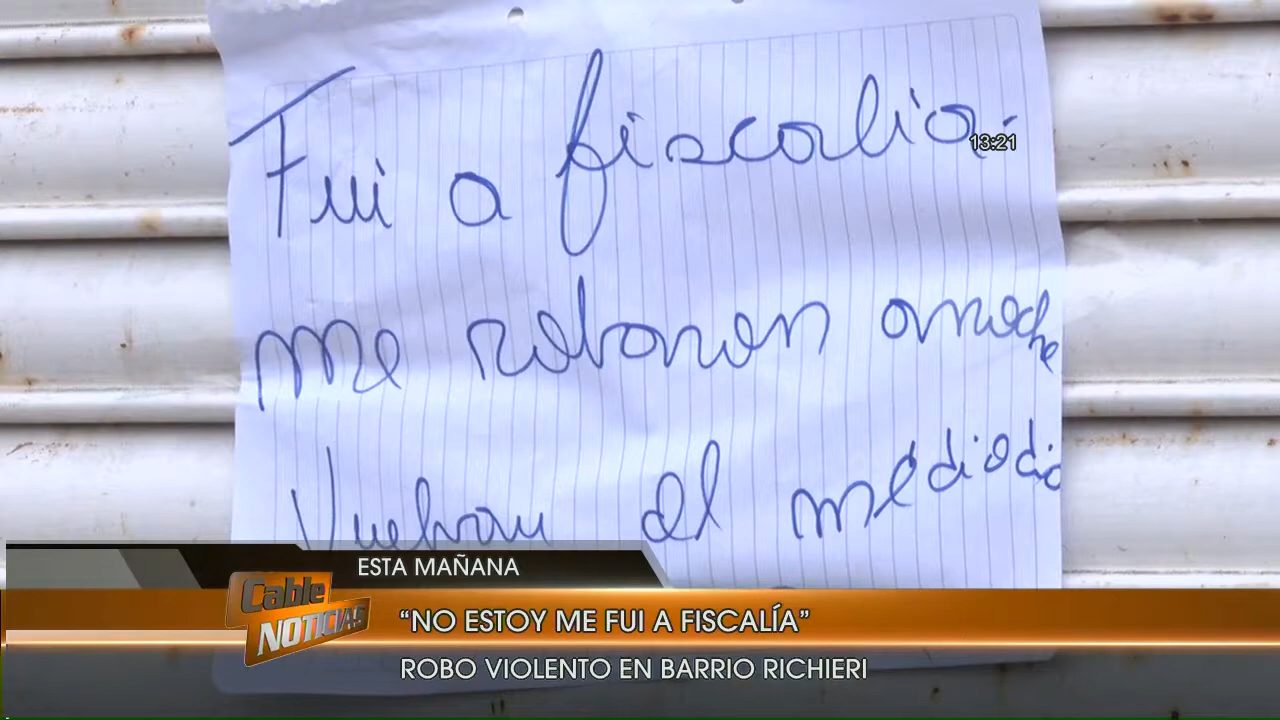 Fui a fiscalia.
13:21
me robaron anoche
Vuelvan al mediodia
ESTA MAÑANA
Cable
NOTICIAS
“NO ESTOY ME FUI A FISCALÍA”
ROBO VIOLENTO EN BARRIO RICHIERI